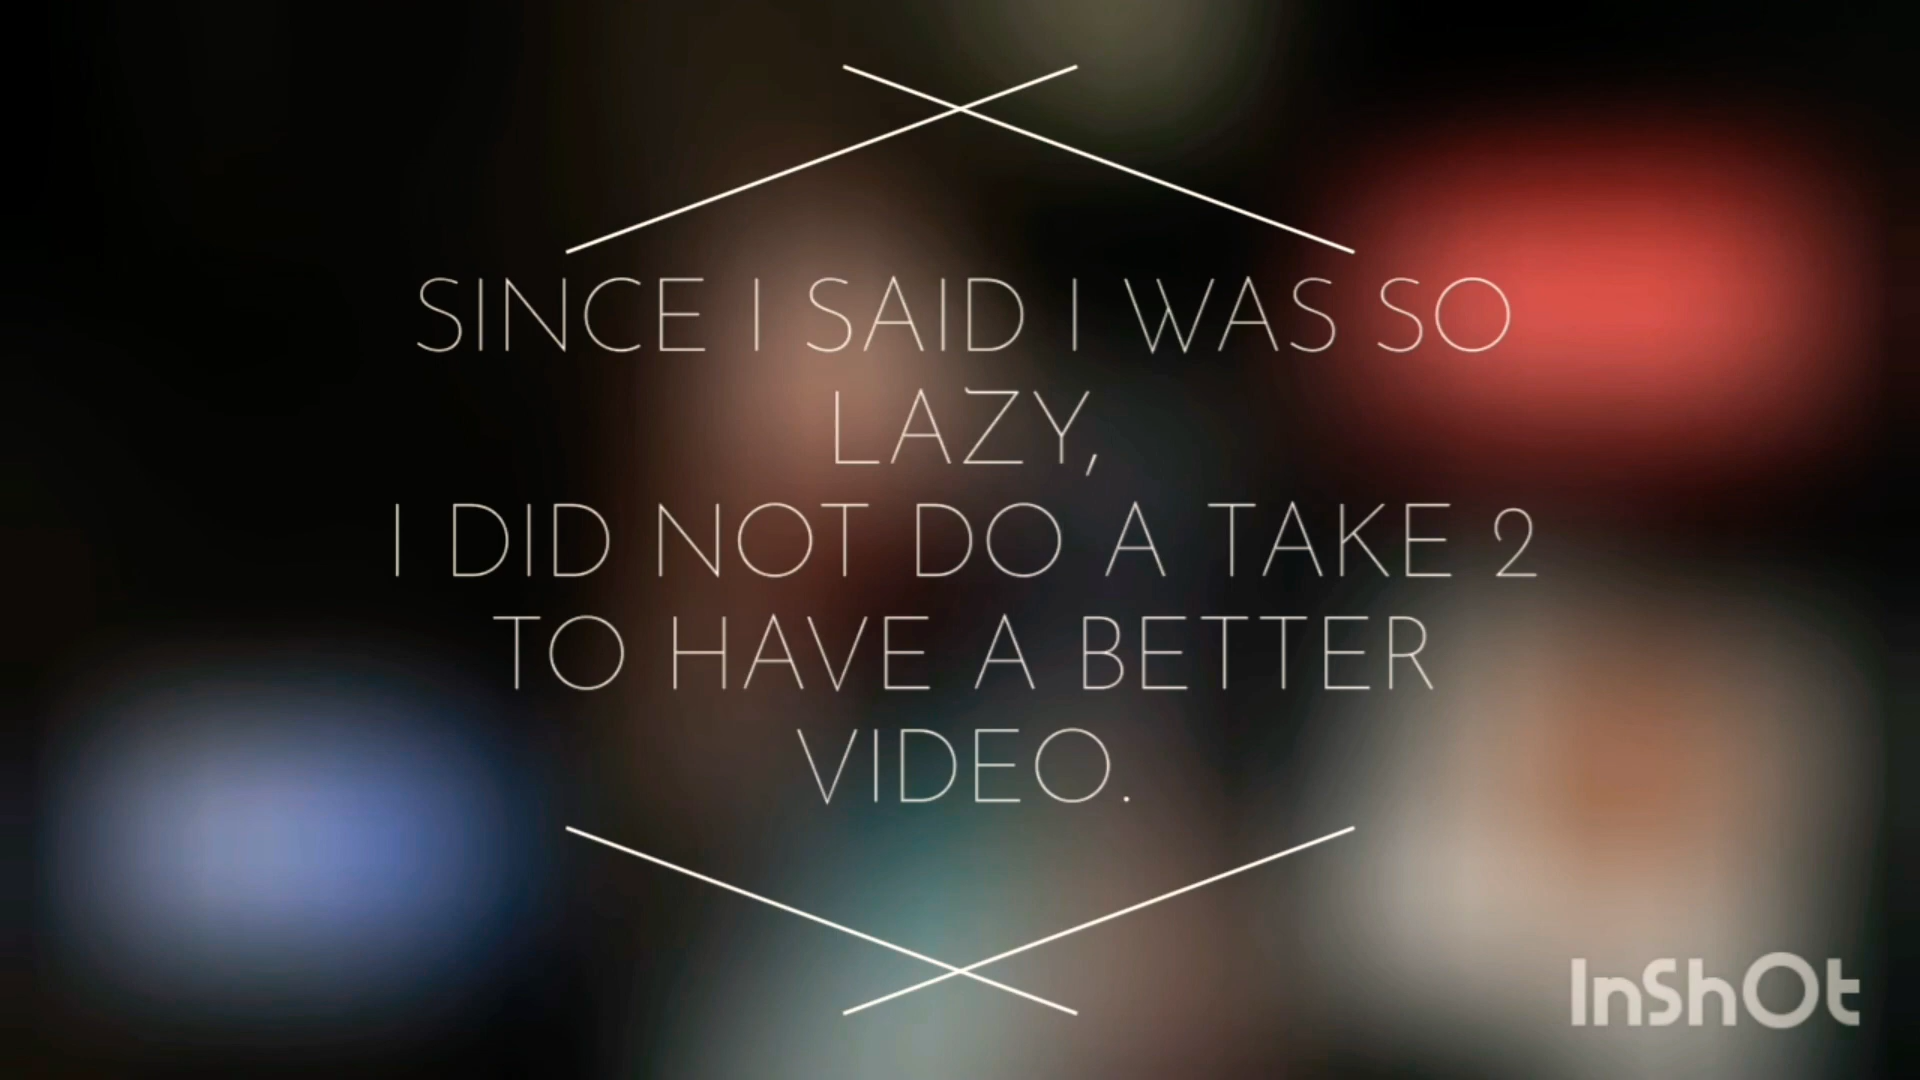 SINCE I SAID I WAS SO
LAZY,
I DID NOT DO A TAKE 2
TO HAVE A BETTER
VIDEO.
InShOt